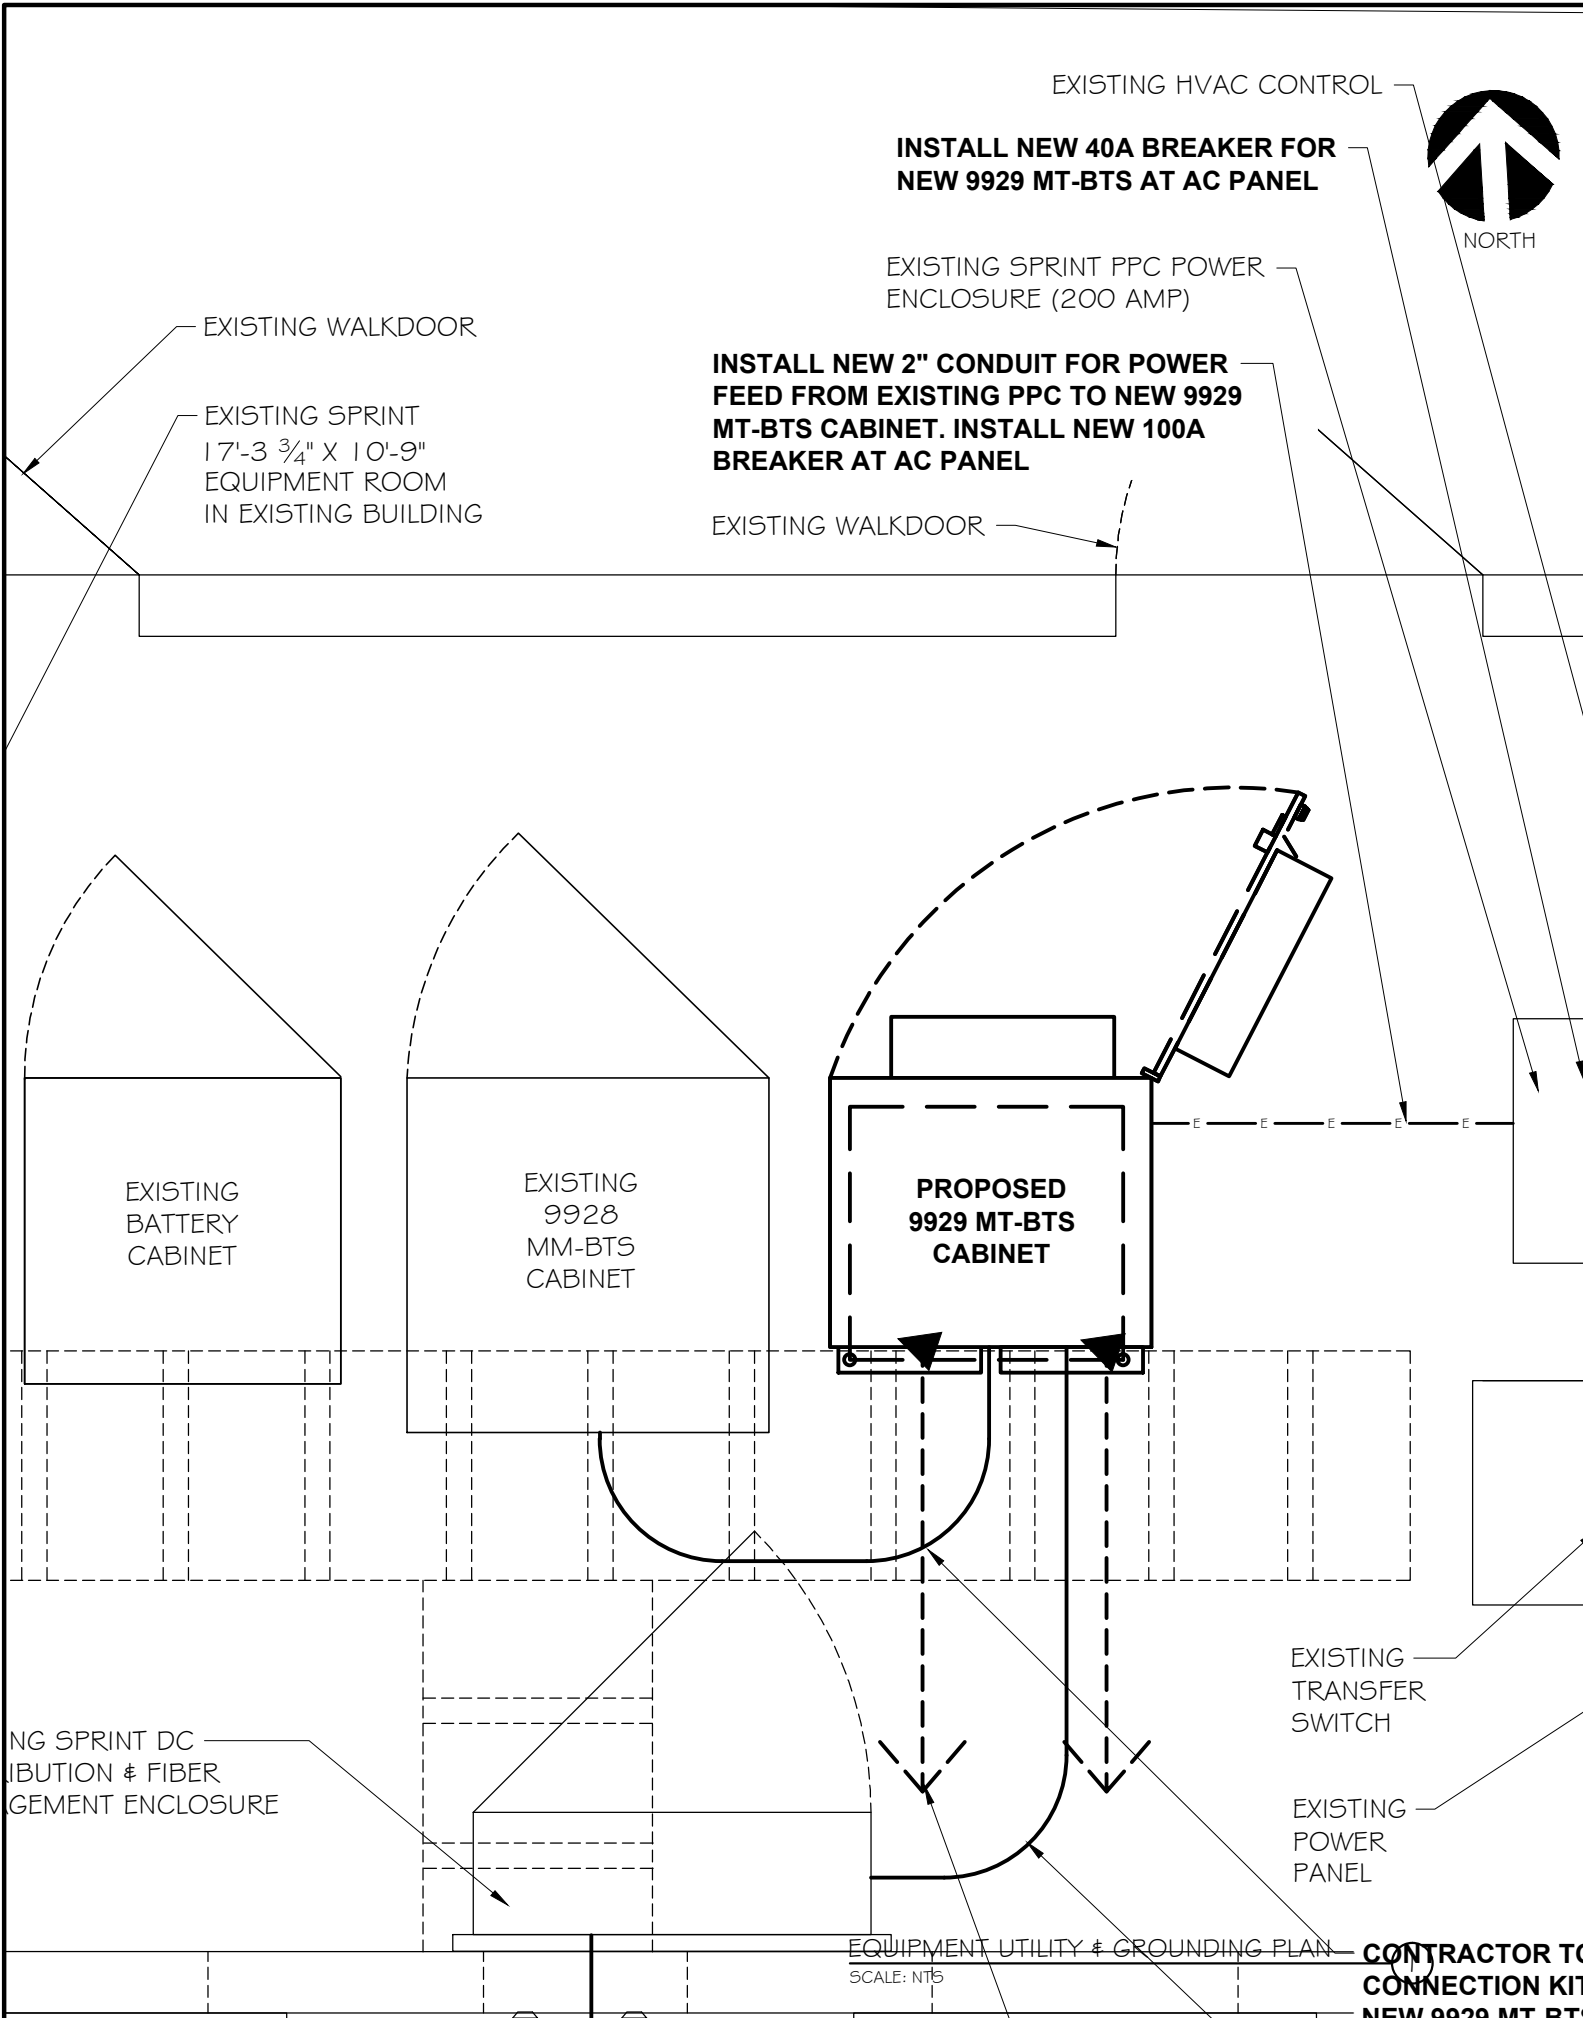 EXISTING HVAC CONTROL
INSTALL NEW 40A BREAKER FOR
NEW 9929 MT-BTS AT AC PANEL
NORTH
EXISTING SPRINT PPC POWER
ENCLOSURE (200 AMP)
EXISTING WALKDOOR
INSTALL NEW 2" CONDUIT FOR POWER
FEED FROM EXISTING PPC TO NEW 9929
MT-BTS CABINET. INSTALL NEW 100A
BREAKER AT AC PANEL
EXISTING SPRINT
17'-3 ¾" X 10'-9"
EQUIPMENT ROOM
IN EXISTING BUILDING
EXISTING WALKDOOR
E E E E E
EXISTING
BATTERY
CABINET
EXISTING
9928
MM-BTS
CABINET
PROPOSED
9929 MT-BTS
CABINET
EXISTING
TRANSFER
SWITCH
NG SPRINT DC
IBUTION & FIBER
AGEMENT ENCLOSURE
EXISTING
POWER
PANEL
EQUIPMENT UTILITY & GROUNDING PLAN
SCALE: NTS
1
CONTRACTOR TO
CONNECTION KIT
NEW 9929 MT-BTS